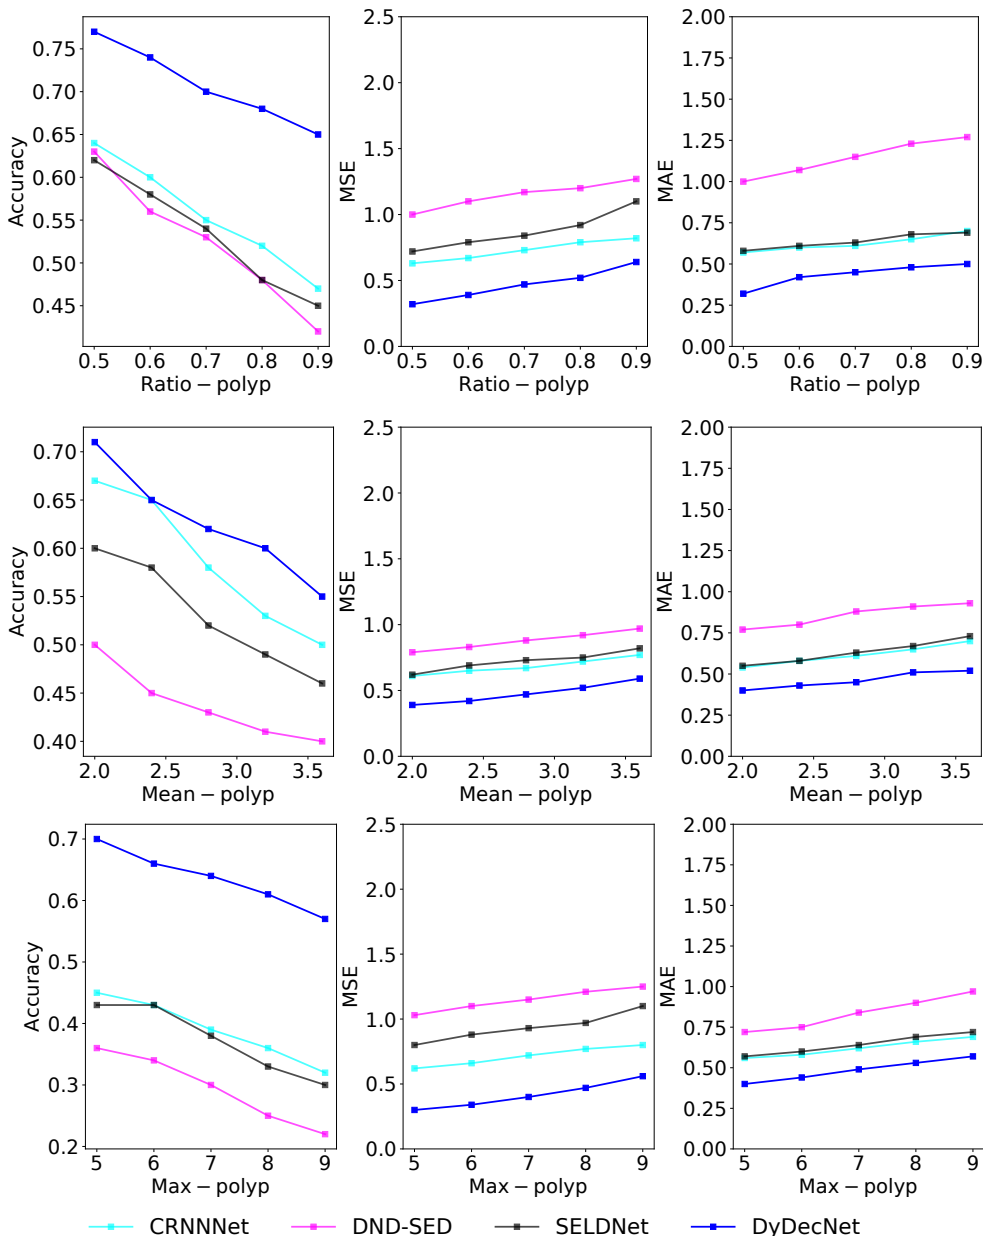 0.75
0.70
0.65
0.60
0.55
0.50
0.45
Accuracy
0.5 0.6 0.7 0.8 0.9
Ratio − polyp
2.5
2.0
1.5
1.0
0.5
0.0
MSE
0.5 0.6 0.7 0.8 0.9
Ratio − polyp
2.00
1.75
1.50
1.25
1.00
0.75
0.50
0.25
0.00
MAE
0.5 0.6 0.7 0.8 0.9
Ratio − polyp
0.70
0.65
0.60
0.55
0.50
0.45
0.40
Accuracy
2.0 2.5 3.0 3.5
Mean − polyp
2.5
2.0
1.5
1.0
0.5
0.0
MSE
2.0 2.5 3.0 3.5
Mean − polyp
2.00
1.75
1.50
1.25
1.00
0.75
0.50
0.25
0.00
MAE
2.0 2.5 3.0 3.5
Mean − polyp
0.7
0.6
0.5
0.4
0.3
0.2
Accuracy
5 6 7 8 9
Max − polyp
2.5
2.0
1.5
1.0
0.5
0.0
MSE
5 6 7 8 9
Max − polyp
2.00
1.75
1.50
1.25
1.00
0.75
0.50
0.25
0.00
MAE
5 6 7 8 9
Max − polyp
CRNNNet DND-SED SELDNet DyDecNet